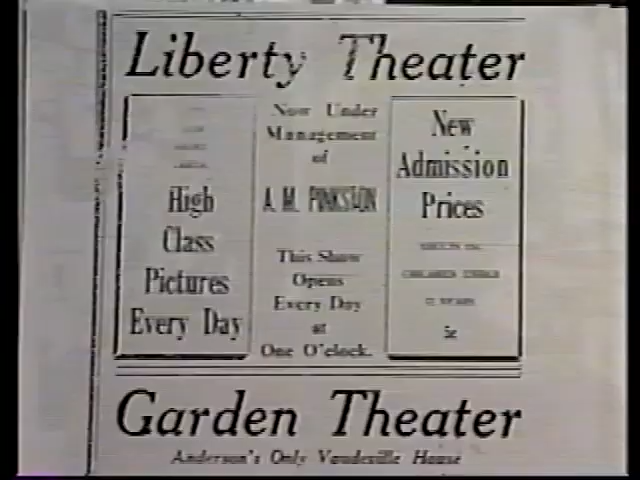 Liberty Theater
High
Class
Pictures
Every Day
Now Under
Management
of
A. M. PINKSTON
This Show
Opens
Every Day
at
One O'clock.
New
Admission
Prices
5c
Garden Theater
Anderson's Only Vaudeville House